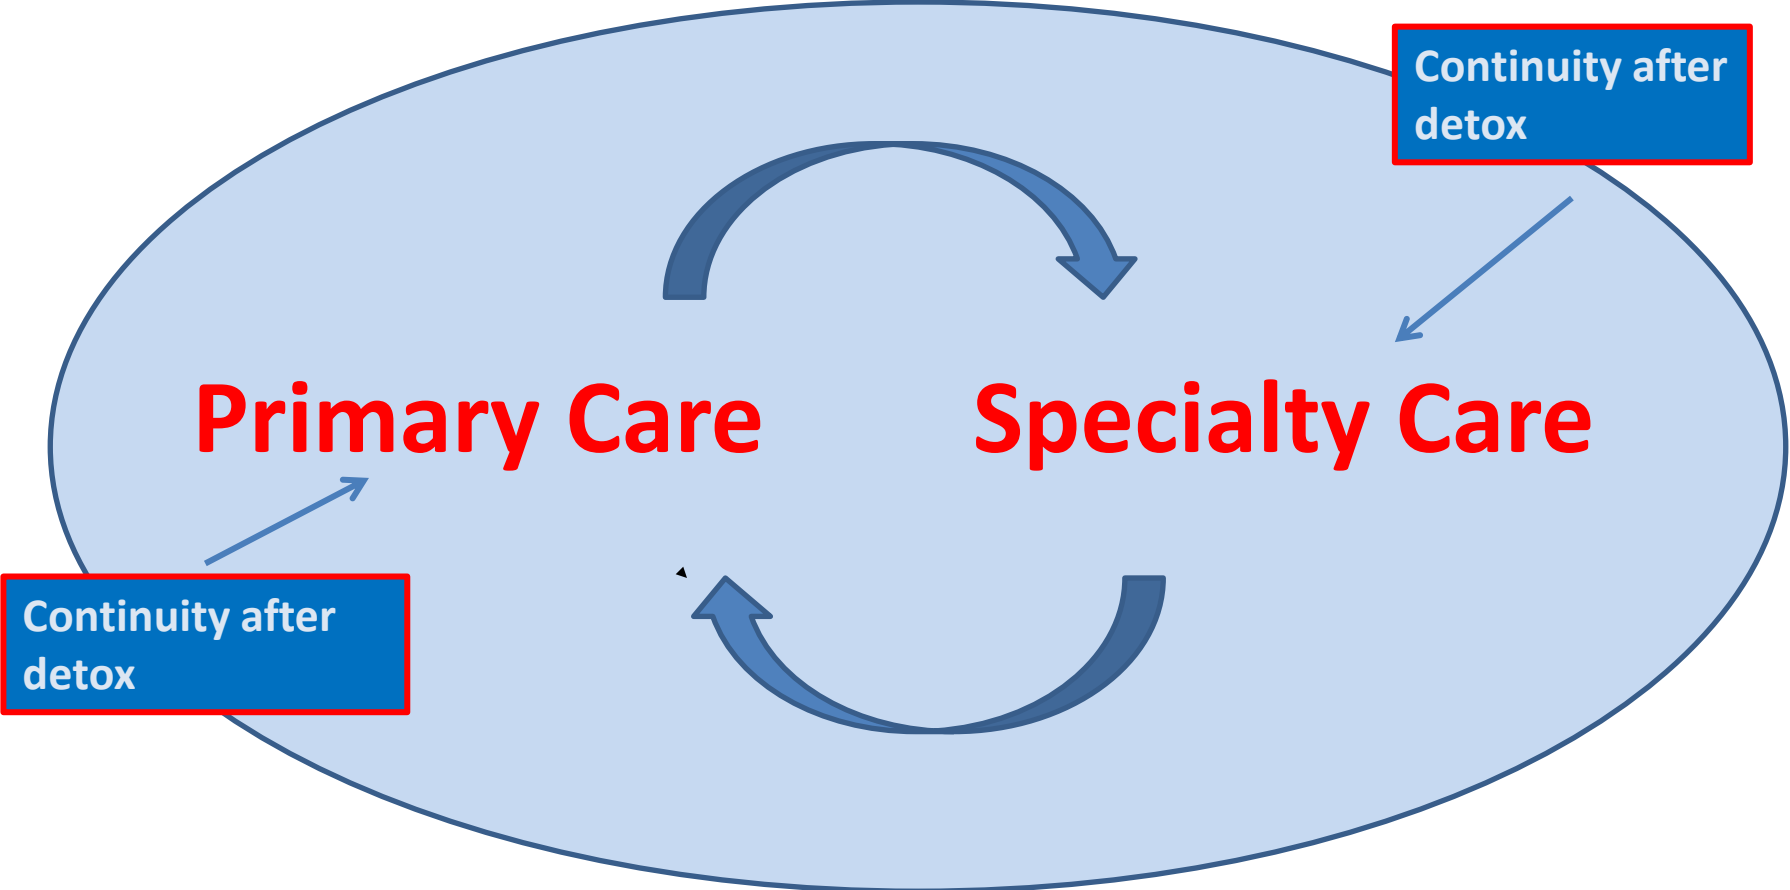 Continuity after
detox
Primary Care
Specialty Care
Continuity after
detox